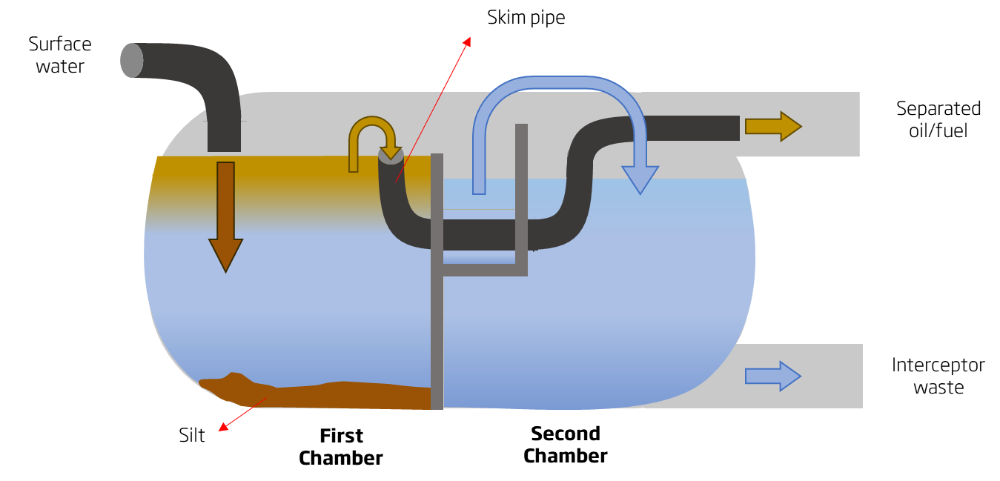 Skim pipe
Surface
water
Separated
oil/fuel
Interceptor
waste
Silt
First
Chamber
Second
Chamber